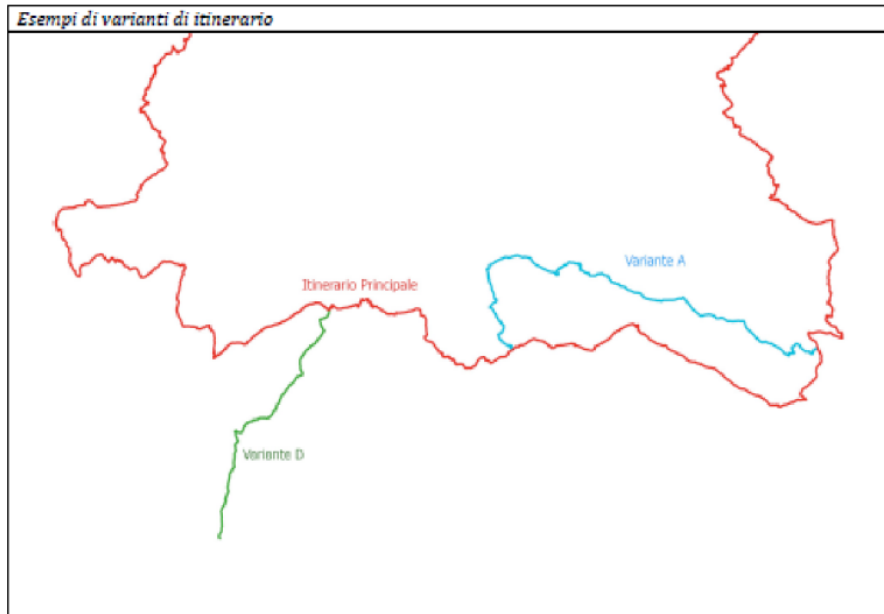 Esempi di varianti di itinerario
Variante A
Itinerario Principale
Variante D